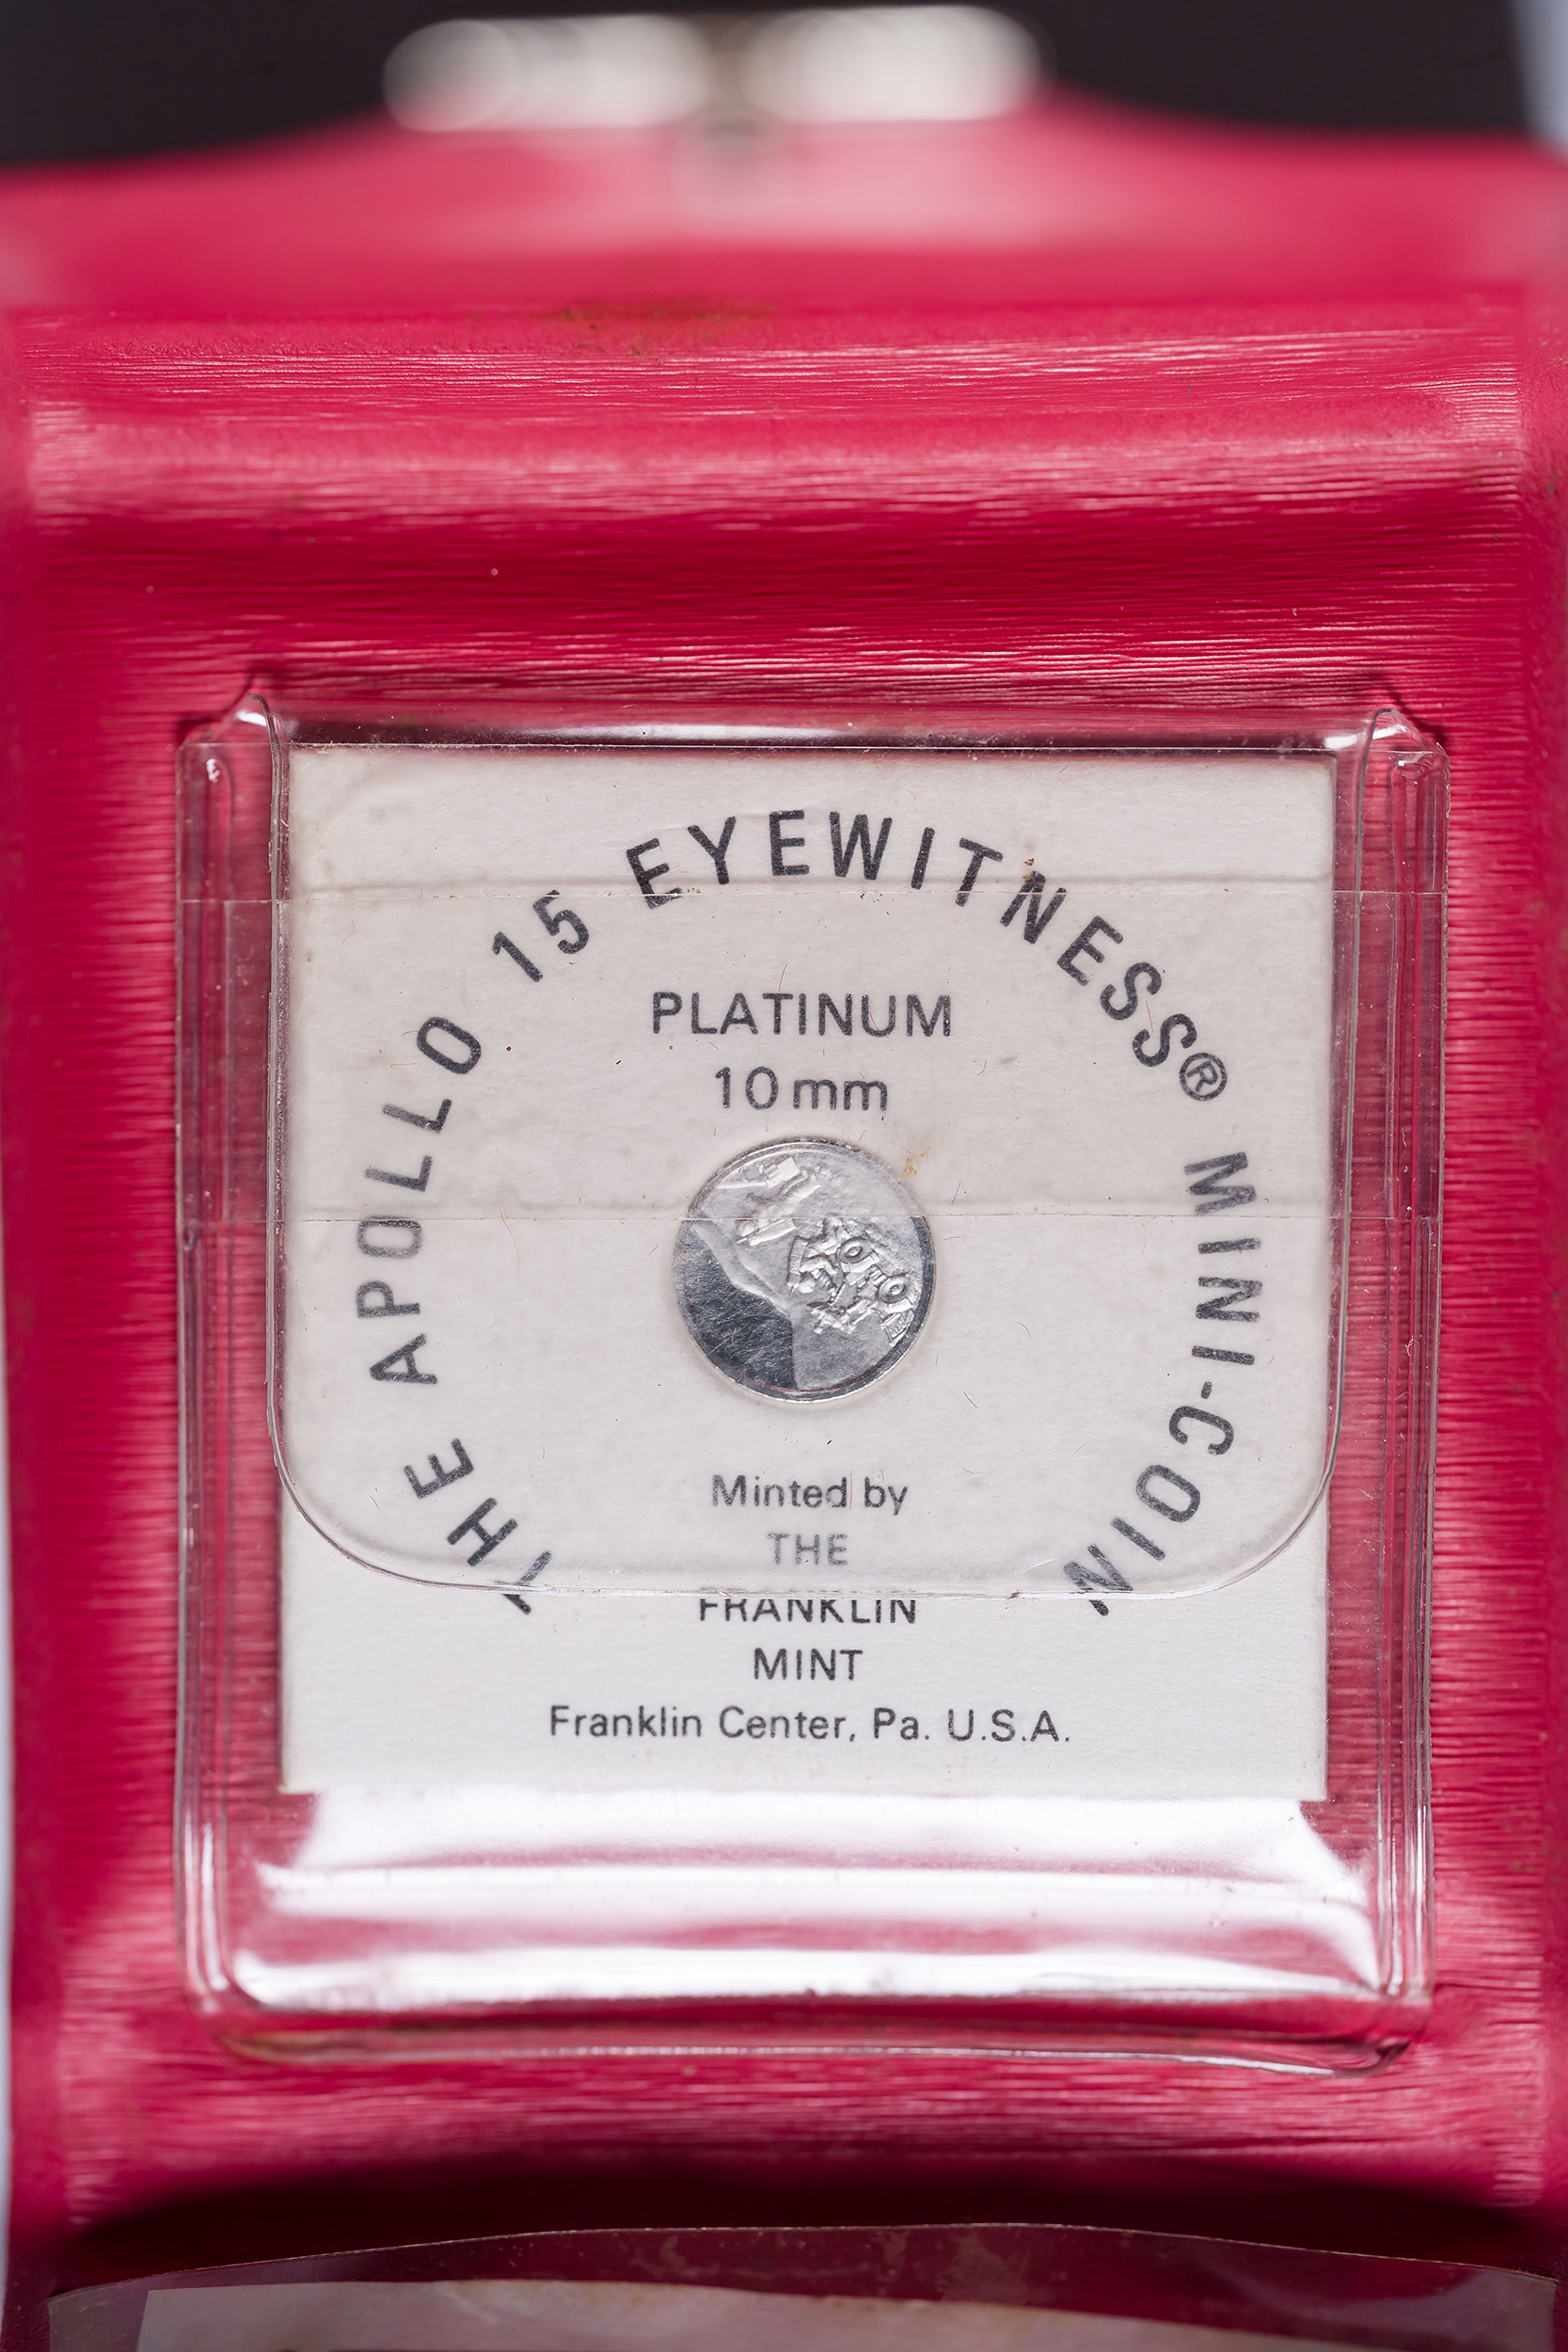 THE APOLLO 15 EYEWITNESS® MINI-COIN
PLATINUM
10 mm
Minted by
THE
FRANKLIN
MINT
Franklin Center, Pa. U.S.A.